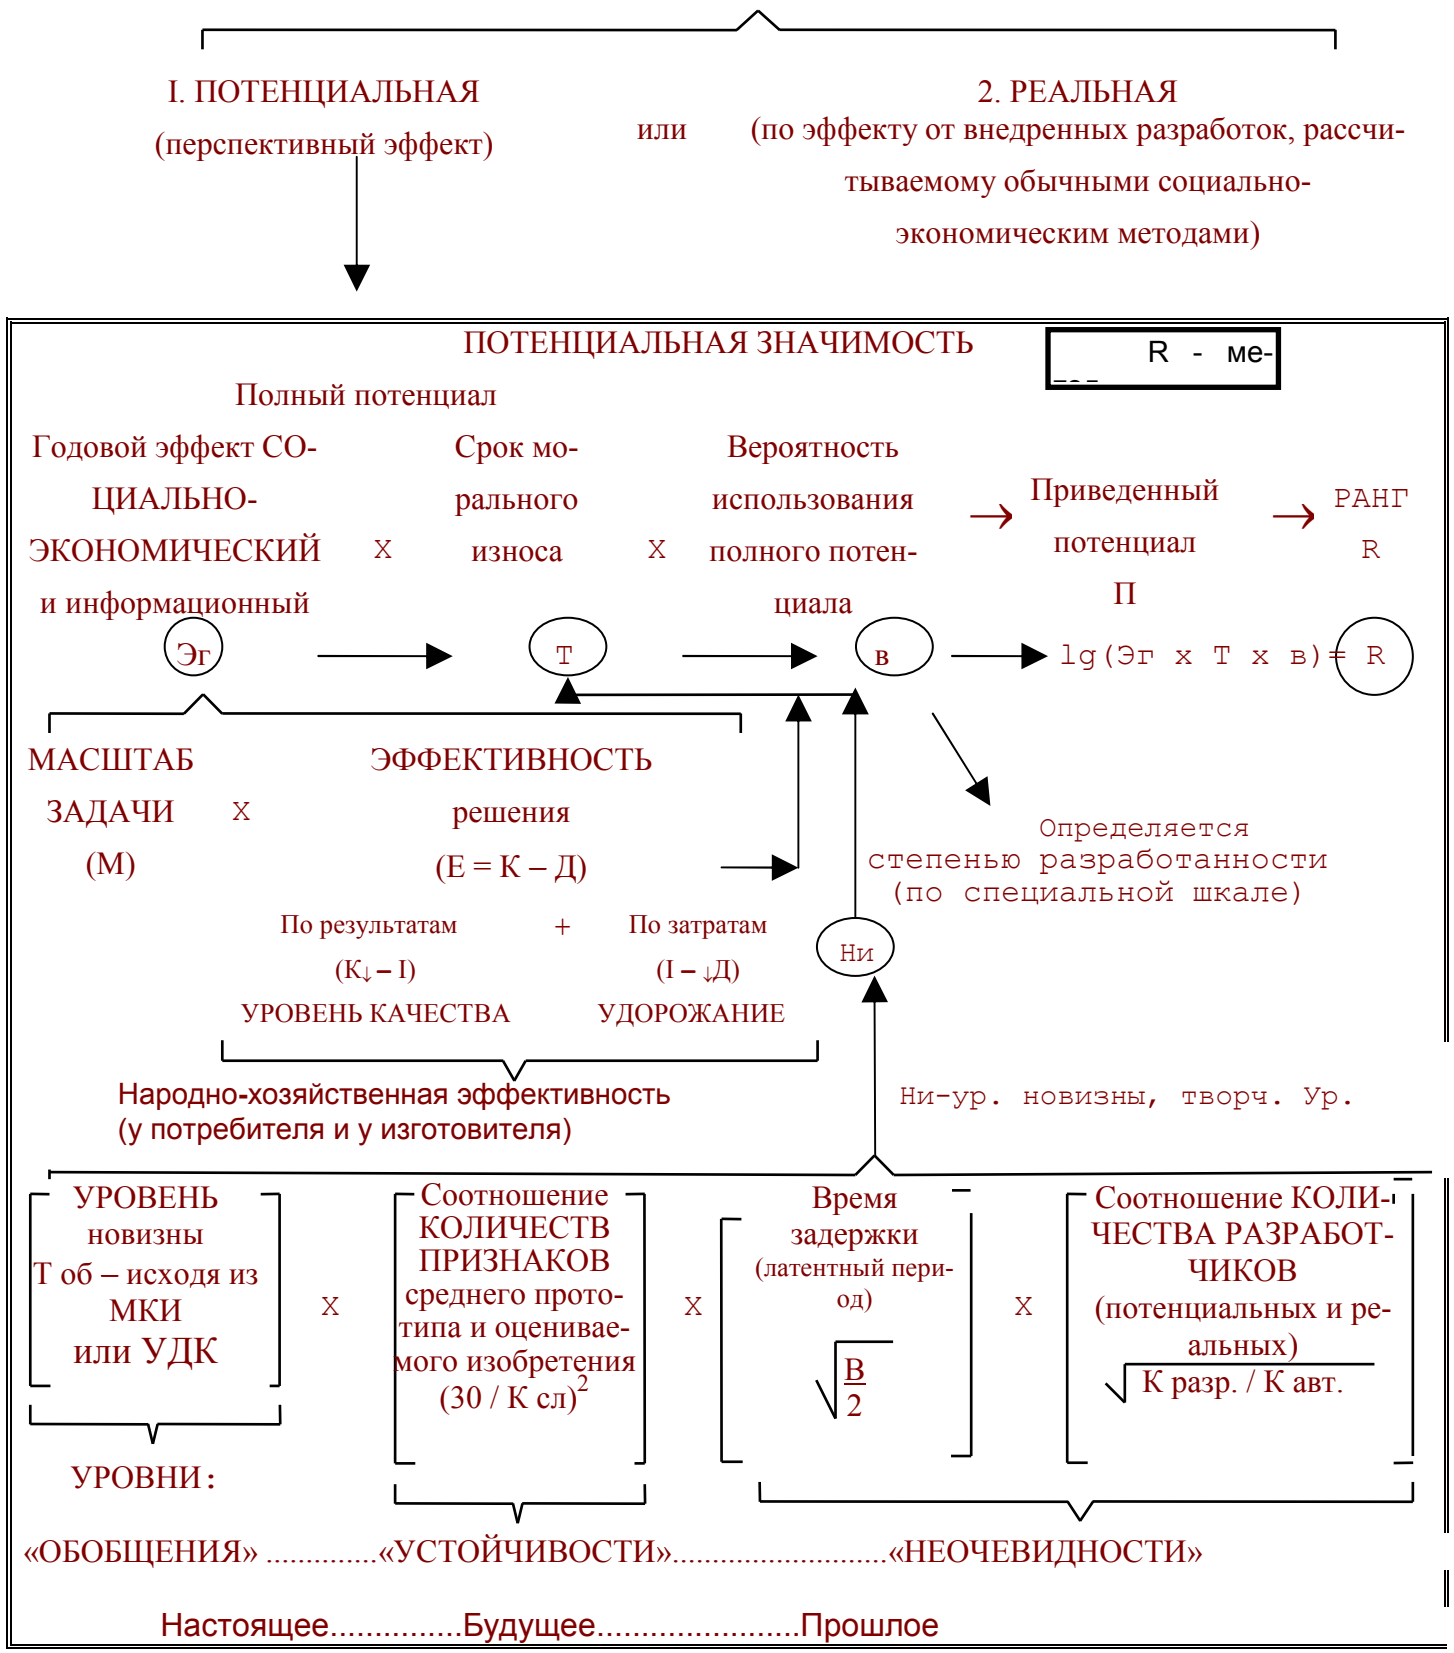 I. ПОТЕНЦИАЛЬНАЯ
(перспективный эффект)
или
2. РЕАЛЬНАЯ
(по эффекту от внедренных разработок, рассчи-
тываемому обычными социально-
экономическим методами)
ПОТЕНЦИАЛЬНАЯ ЗНАЧИМОСТЬ
R - ме-
Полный потенциал
Годовой эффект СО-
ЦИАЛЬНО-
ЭКОНОМИЧЕСКИЙ
и информационный
X
Срок мо-
рального
износа
X
Вероятность
использования
полного потен-
циала
→
Приведенный
потенциал
П
→
РАНГ
R
Эг
Т
в
lg(Эг х Т х в)= R
МАСШТАБ
ЗАДАЧИ
(М)
X
ЭФФЕКТИВНОСТЬ
решения
(Е = К – Д)
Определяется
степенью разработанности
(по специальной шкале)
По результатам
(К↓ – I)
УРОВЕНЬ КАЧЕСТВА
+
По затратам
(I – ↓Д)
УДОРОЖАНИЕ
Ни
Народно-хозяйственная эффективность
(у потребителя и у изготовителя)
Ни-ур. новизны, творч. Ур.
УРОВЕНЬ
новизны
Т об – исходя из
МКИ
или УДК
X
Соотношение
КОЛИЧЕСТВ
ПРИЗНАКОВ
среднего прото-
типа и оценивае-
мого изобретения
(30 / К сл)²
X
Время
задержки
(латентный пери-
од)
√В/2
X
Соотношение КОЛИ-
ЧЕСТВА РАЗРАБОТ-
ЧИКОВ
(потенциальных и ре-
альных)
√К разр. / К авт.
УРОВНИ:
«ОБОБЩЕНИЯ» ..............«УСТОЙЧИВОСТИ»...........................«НЕОЧЕВИДНОСТИ»
Настоящее...............Будущее.......................Прошлое